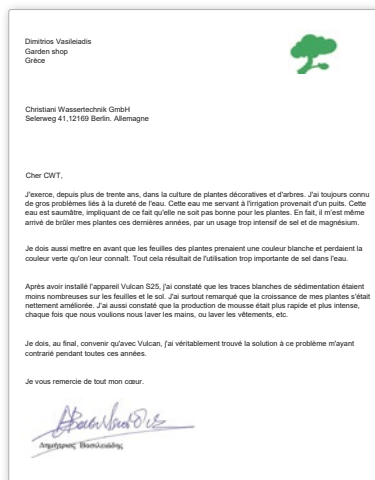 Dimitrios Vasileiadis
Garden shop
Grèce
Christiani Wassertechnik GmbH
Selerweg 41,12169 Berlin. Allemagne
Cher CWT,
J'exerce, depuis plus de trente ans, dans la culture de plantes décoratives et d'arbres. J'ai toujours connu
de gros problèmes liés à la dureté de l'eau. Cette eau me servant à l'irrigation provenait d'un puits. Cette
eau est saumâtre, impliquant de ce fait qu'elle ne soit pas bonne pour les plantes. En fait, il m'est même
arrivé de brûler mes plantes ces dernières années, par un usage trop intensif de sel et de magnésium.
Je dois aussi mettre en avant que les feuilles des plantes prenaient une couleur blanche et perdaient la
couleur verte qu'on leur connaît. Tout cela résultait de l'utilisation trop importante de sel dans l'eau.
Après avoir installé l'appareil Vulcan S25, j'ai constaté que les traces blanches de sédimentation étaient
moins nombreuses sur les feuilles et le sol. J'ai surtout remarqué que la croissance de mes plantes s'était
nettement améliorée. J'ai aussi constaté que la production de mousse était plus rapide et plus intense,
chaque fois que nous voulions nous laver les mains, ou laver les vêtements, etc.
Je dois, au final, convenir qu'avec Vulcan, j'ai véritablement trouvé la solution à ce problème m'ayant
contrarié pendant toutes ces années.
Je vous remercie de tout mon cœur.
Δημήτριος Βασιλειάδης